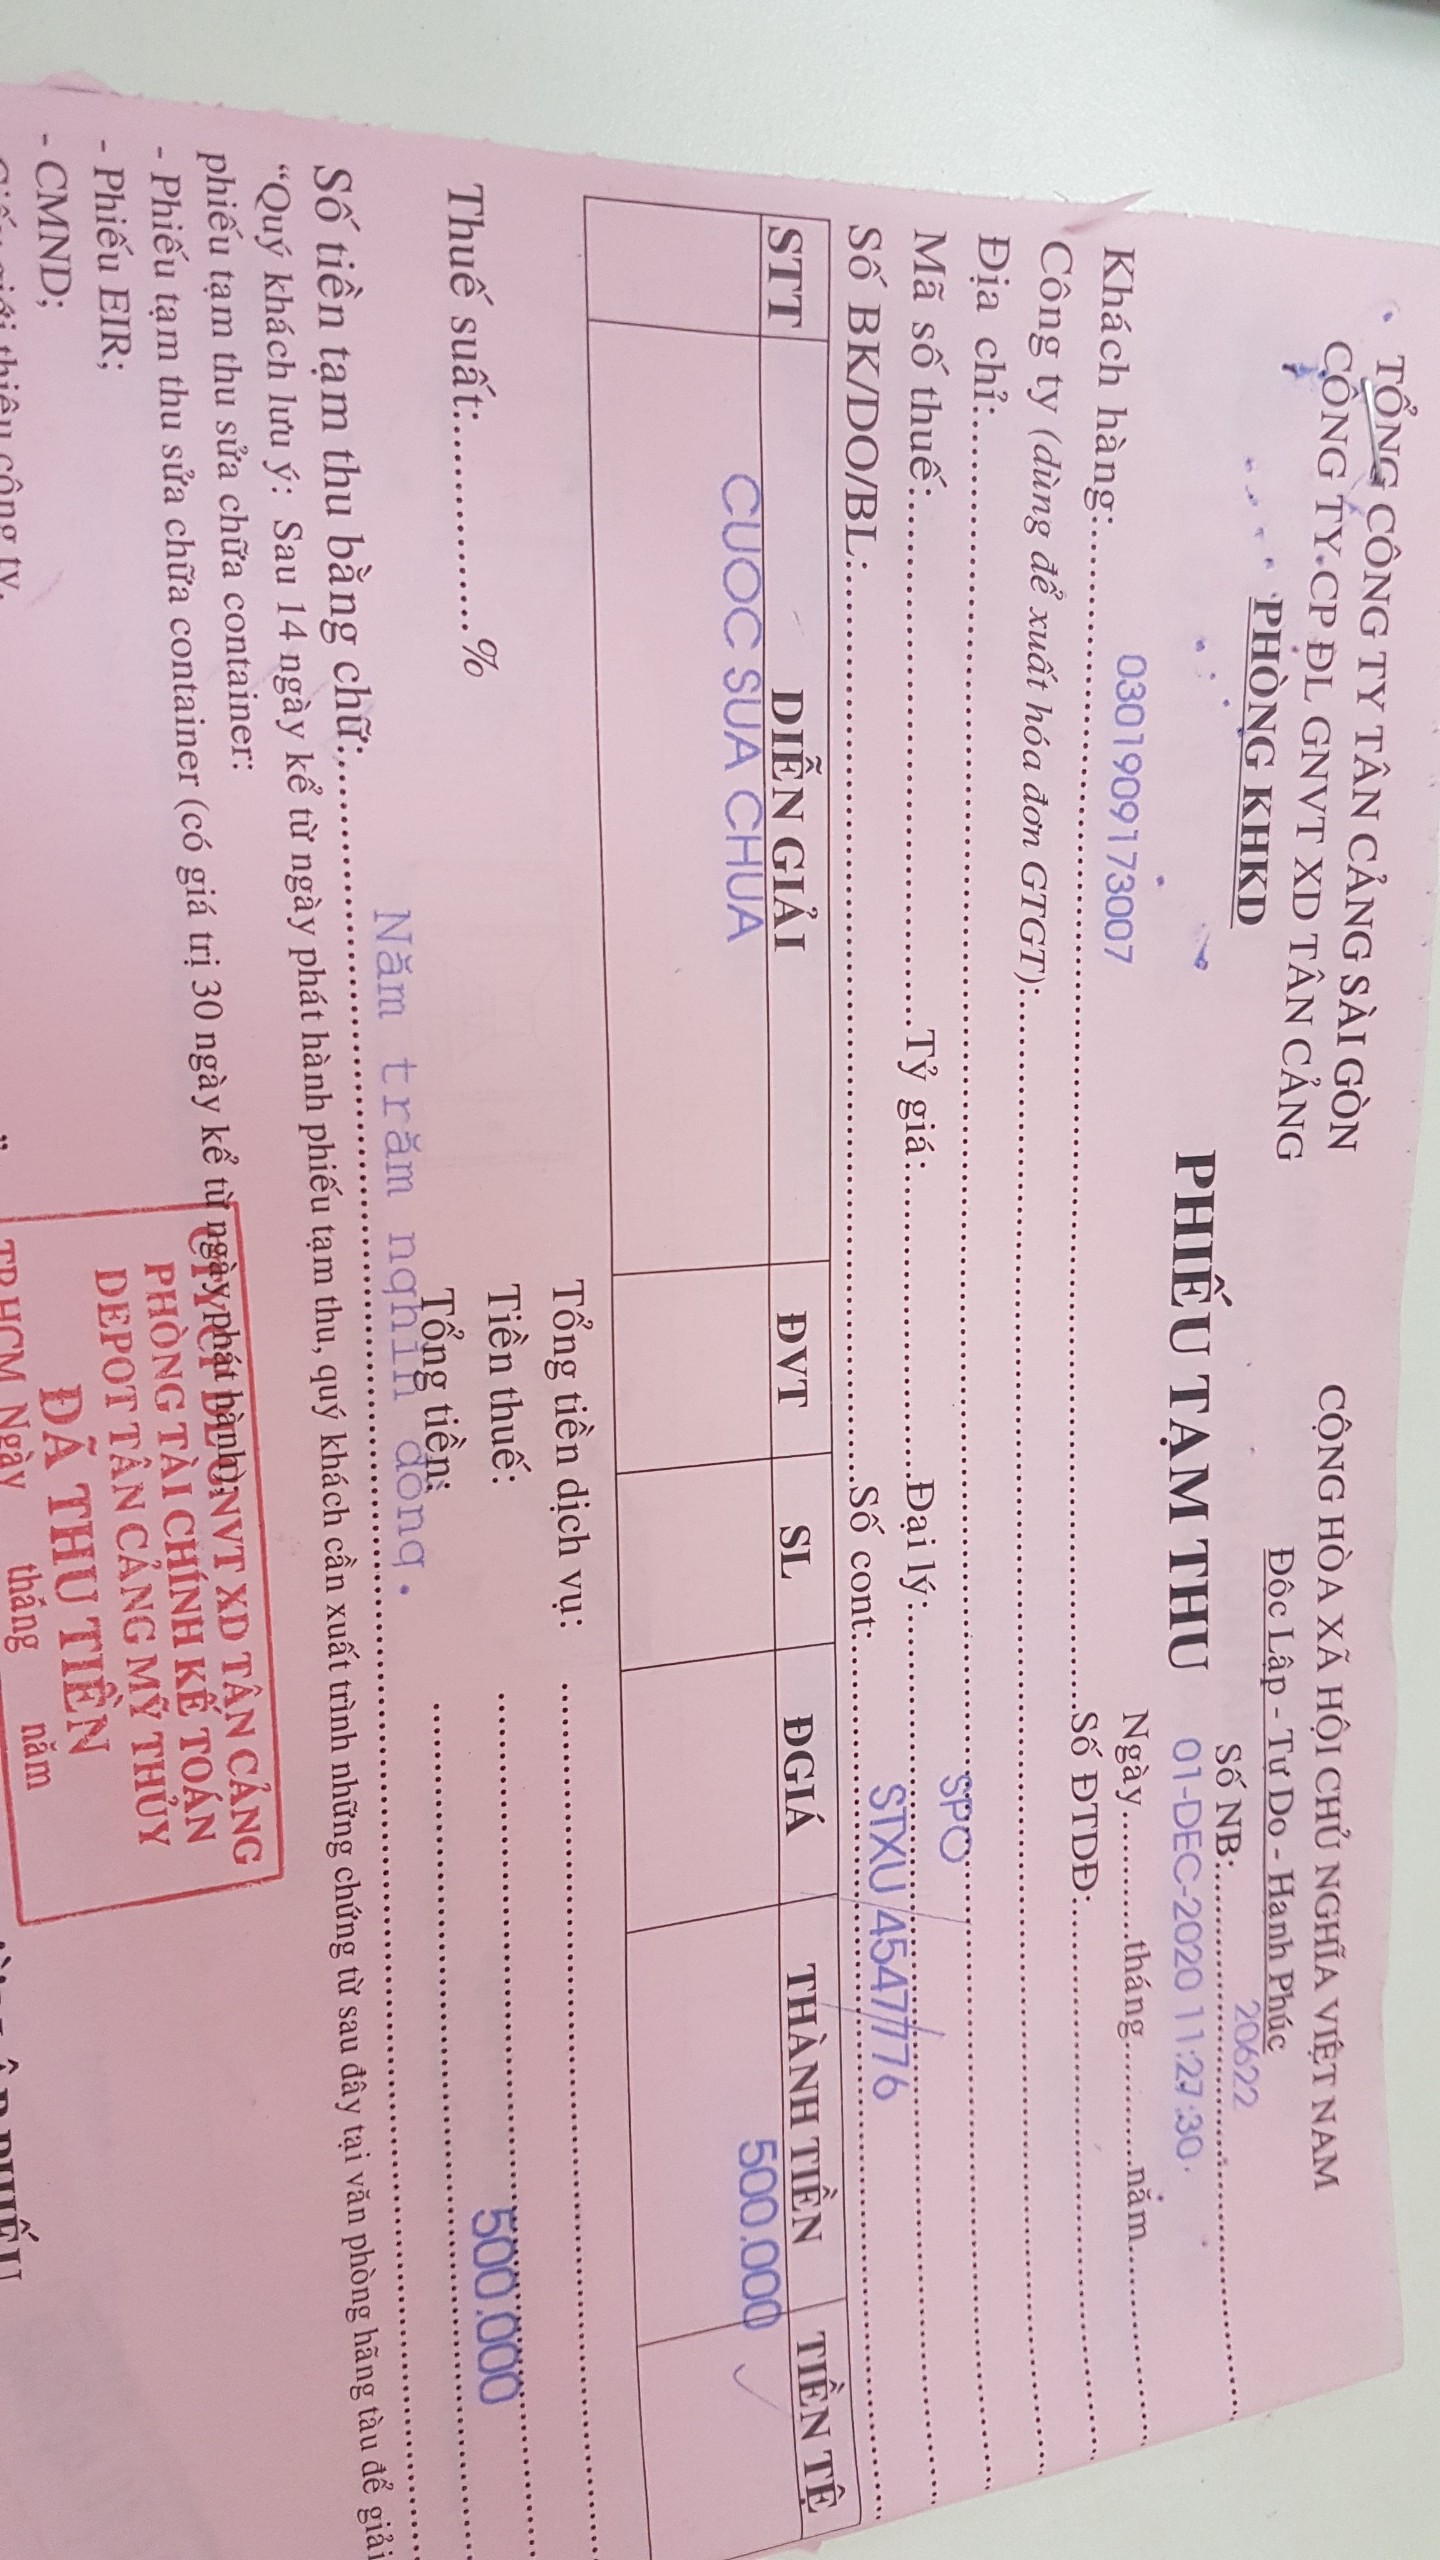 TỔNG CÔNG TY TÂN CẢNG SÀI GÒN
CÔNG TY CP ĐL GNVT XD TÂN CẢNG
PHÒNG KHKD
CỘNG HÒA XÃ HỘI CHỦ NGHĨA VIỆT NAM
Độc Lập - Tự Do - Hạnh Phúc
Số NB: 20622
PHIẾU TẠM THU
01-DEC-2020 11:27:30
Ngày............tháng............năm..................
Khách hàng: 0301909173007 Số ĐTDĐ:
Công ty (dùng để xuất hóa đơn GTGT):
Địa chỉ:
Mã số thuế: Tỷ giá: Đại lý: SPO
Số BK/DO/BL: Số cont: STXU 4547776
STT DIỄN GIẢI ĐVT SL ĐGIÁ THÀNH TIỀN TIỀN TỆ
CUOC SUA CHUA 500.000
Tổng tiền dịch vụ:
Tiền thuế:
Thuế suất:................%
Tổng tiền: 500.000
Số tiền tạm thu bằng chữ: Năm trăm nghìn đồng.
“Quý khách lưu ý: Sau 14 ngày kể từ ngày phát hành phiếu tạm thu, quý khách cần xuất trình những chứng từ sau đây tại văn phòng hãng tàu để giải
phiếu tạm thu sửa chữa container:
- Phiếu tạm thu sửa chữa container (có giá trị 30 ngày kể từ ngày phát hành);
- Phiếu EIR;
- CMND;
Giấy giới thiệu công ty.
CTY CP ĐL GNVT XD TÂN CẢNG
PHÒNG TÀI CHÍNH KẾ TOÁN
DEPOT TÂN CẢNG MỸ THỦY
ĐÃ THU TIỀN
TP.HCM Ngày tháng năm
PHIẾU